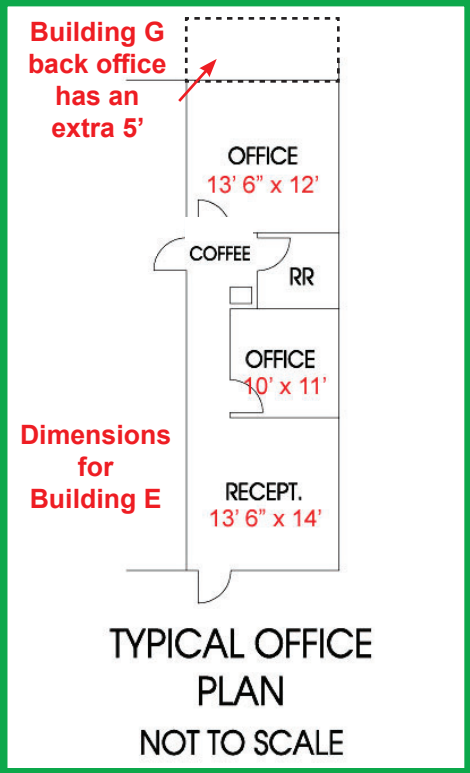 Building G
back office
has an
extra 5’
OFFICE
13’ 6” x 12’
COFFEE
RR
OFFICE
10’ x 11’
Dimensions
for
Building E
RECEPT.
13’ 6” x 14’
TYPICAL OFFICE
PLAN
NOT TO SCALE